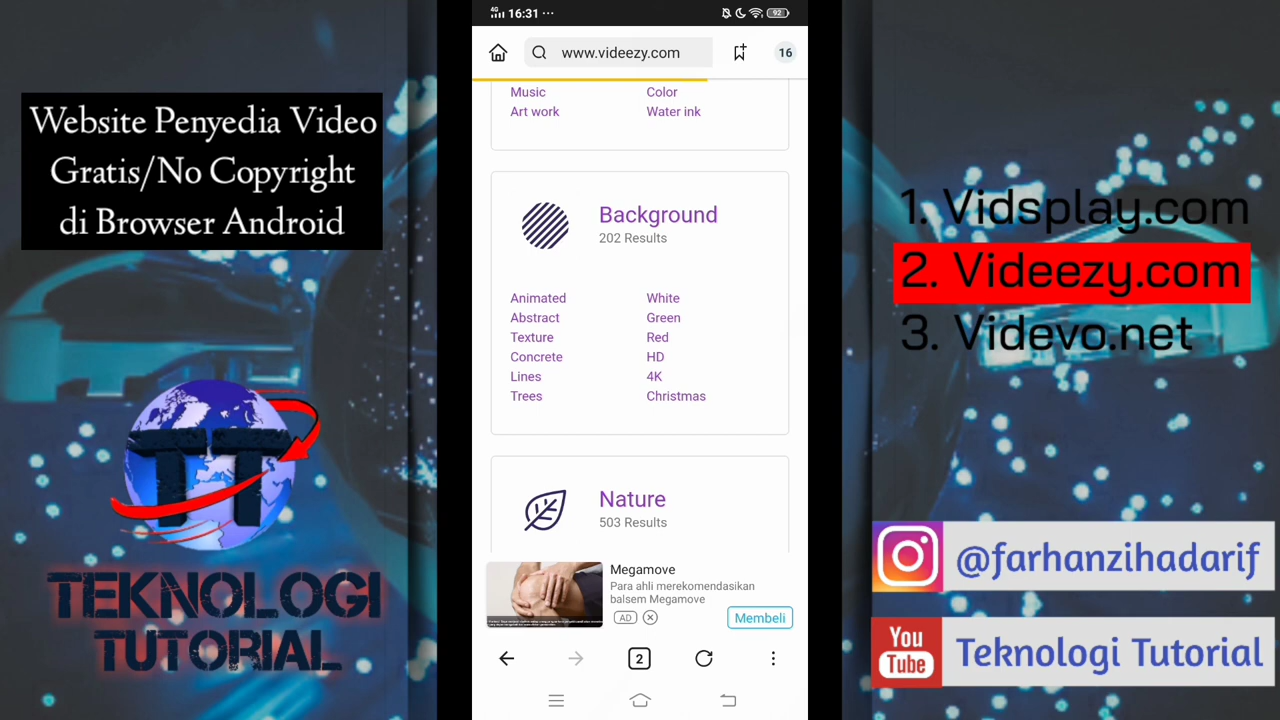 Website Penyedia Video
Gratis/No Copyright
di Browser Android
TT
TEKNOLOGI
TUTORIAL
4G 16:31 ···
92
www.videezy.com
16
Music
Color
Art work
Water ink
Background
202 Results
Animated
White
Abstract
Green
Texture
Red
Concrete
HD
Lines
4K
Trees
Christmas
Nature
503 Results
Megamove
Para ahli merekomendasikan
balsem Megamove
AD
Membeli
2
1. Vidsplay.com
2. Videezy.com
3. Videvo.net
@farhanzihadarif
You
Tube
Teknologi Tutorial